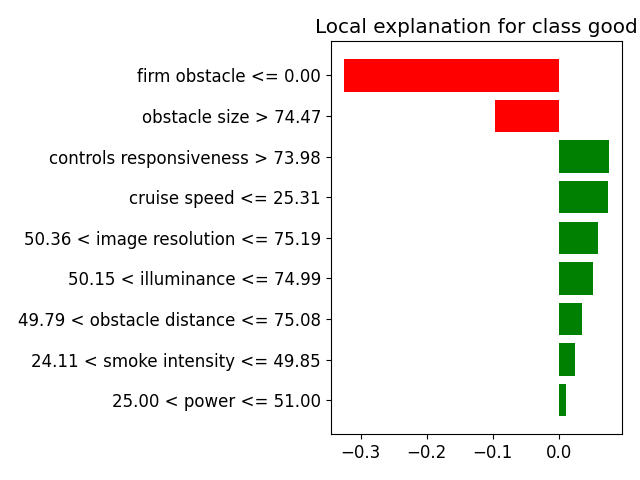 Local explanation for class good
firm obstacle <= 0.00
obstacle size > 74.47
controls responsiveness > 73.98
cruise speed <= 25.31
50.36 < image resolution <= 75.19
50.15 < illuminance <= 74.99
49.79 < obstacle distance <= 75.08
24.11 < smoke intensity <= 49.85
25.00 < power <= 51.00
−0.3 −0.2 −0.1 0.0